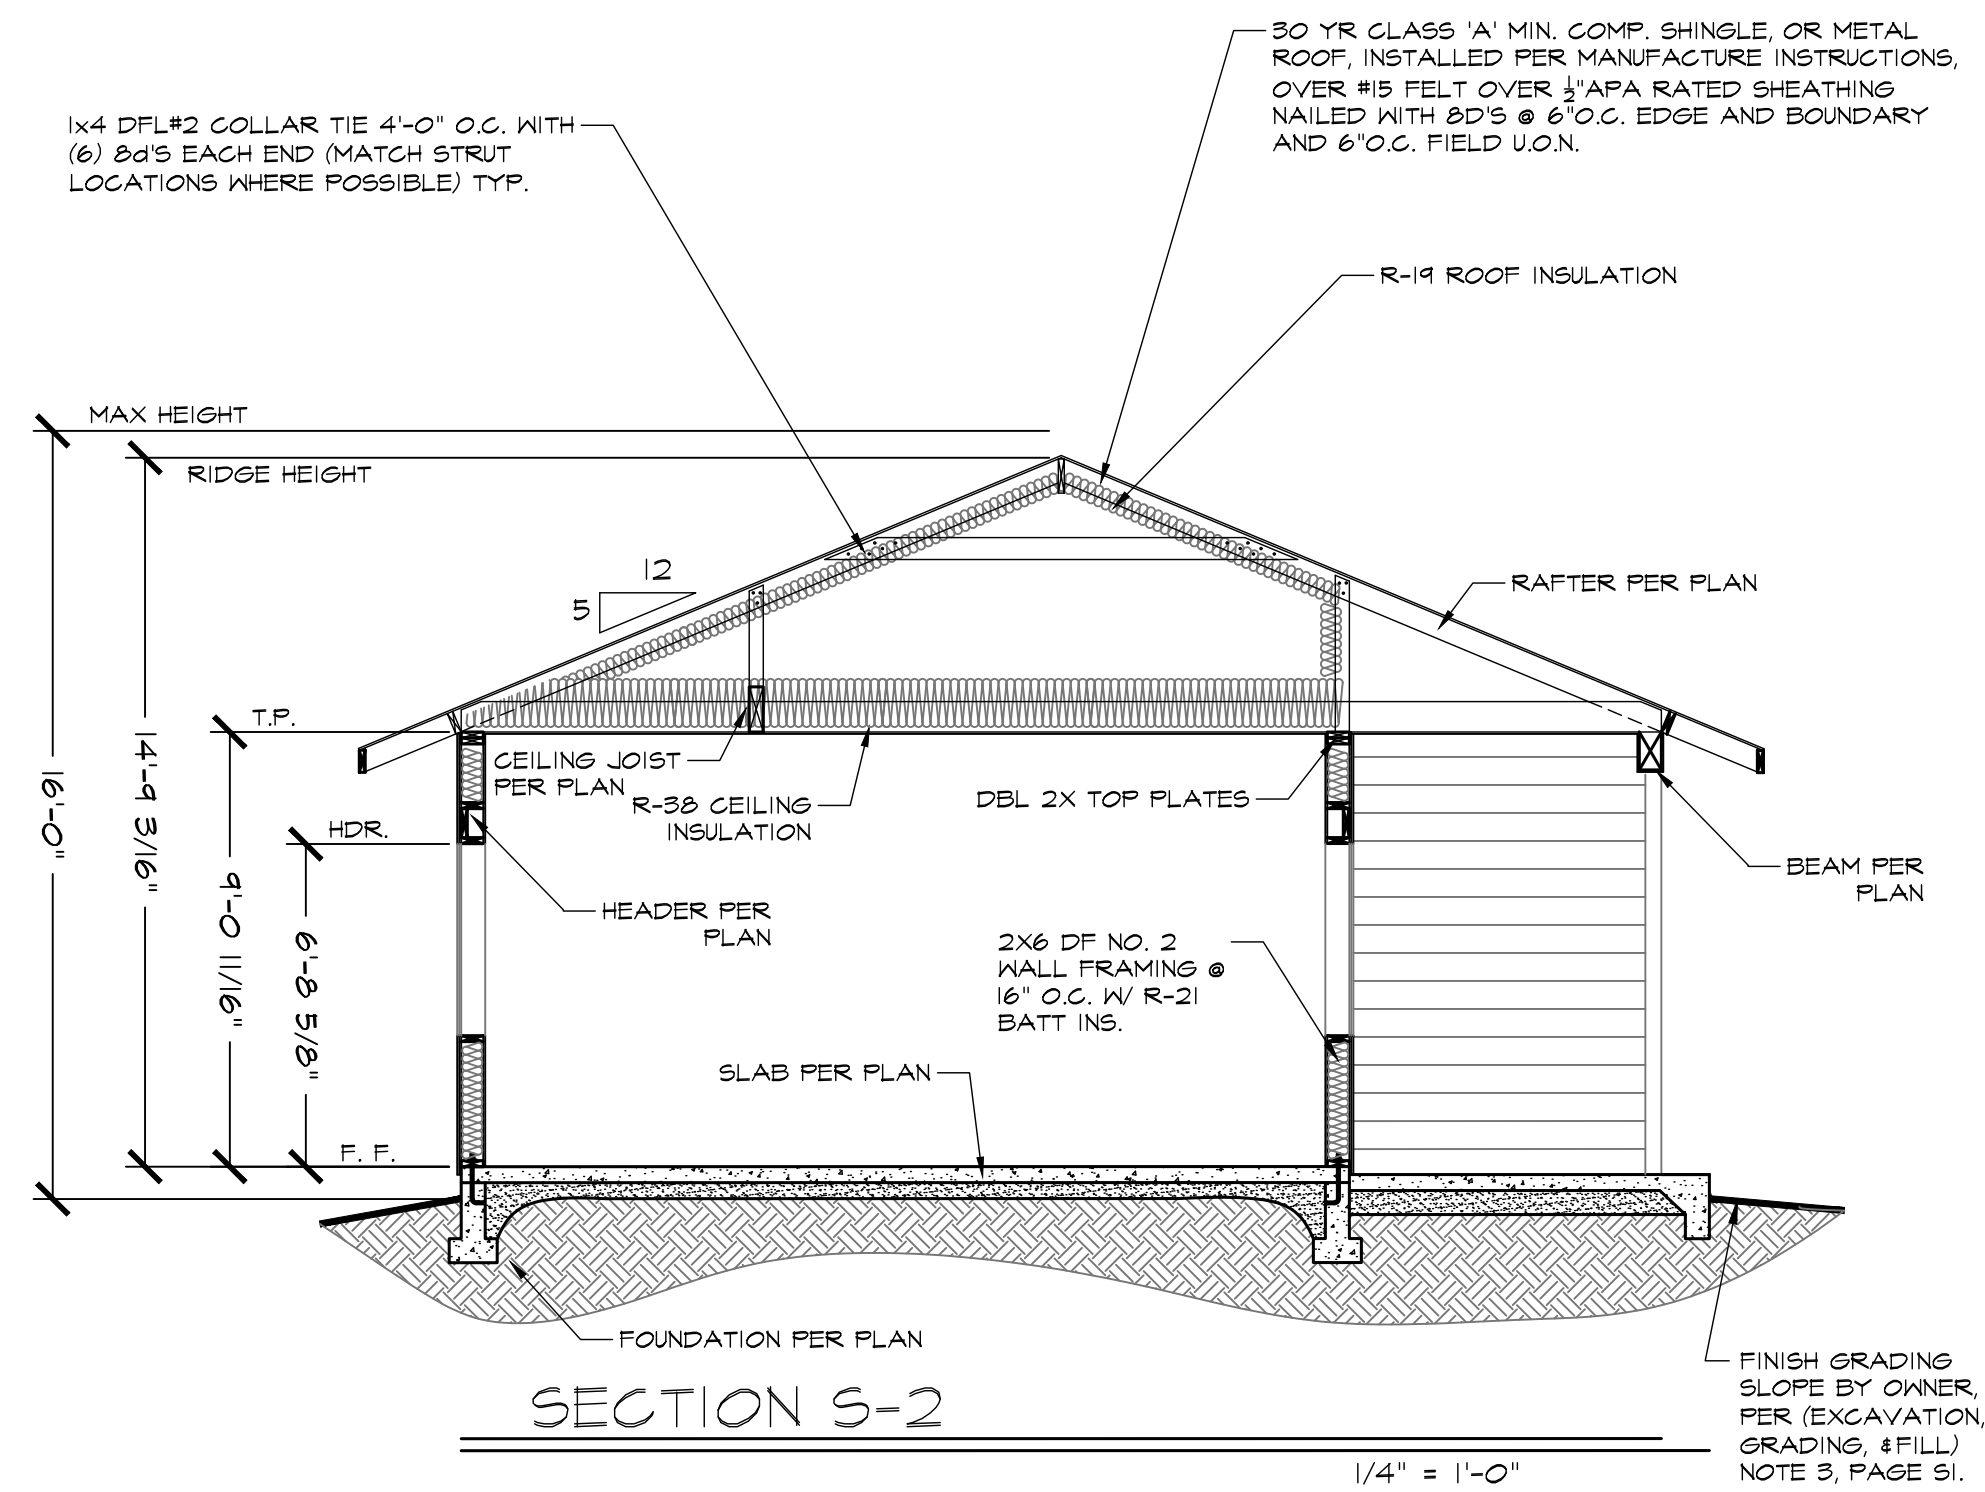 30 YR CLASS 'A' MIN. COMP. SHINGLE, OR METAL
ROOF, INSTALLED PER MANUFACTURE INSTRUCTIONS,
OVER #15 FELT OVER ½"APA RATED SHEATHING
NAILED WITH 8D'S @ 6"O.C. EDGE AND BOUNDARY
AND 6"O.C. FIELD U.O.N.
1x4 DFL#2 COLLAR TIE 4'-0" O.C. WITH
(6) 8d'S EACH END (MATCH STRUT
LOCATIONS WHERE POSSIBLE) TYP.
R-19 ROOF INSULATION
MAX HEIGHT
RIDGE HEIGHT
12
5
RAFTER PER PLAN
T.P.
CEILING JOIST
PER PLAN
R-38 CEILING
INSULATION
DBL 2X TOP PLATES
HDR.
BEAM PER
PLAN
HEADER PER
PLAN
16'-0"
14'-9 3/16"
9'-0 11/16"
6'-8 5/8"
2X6 DF NO. 2
WALL FRAMING @
16" O.C. W/ R-21
BATT INS.
SLAB PER PLAN
F. F.
FOUNDATION PER PLAN
FINISH GRADING
SLOPE BY OWNER,
PER (EXCAVATION,
GRADING, &FILL)
NOTE 3, PAGE S1.
SECTION S-2
1/4" = 1'-0"